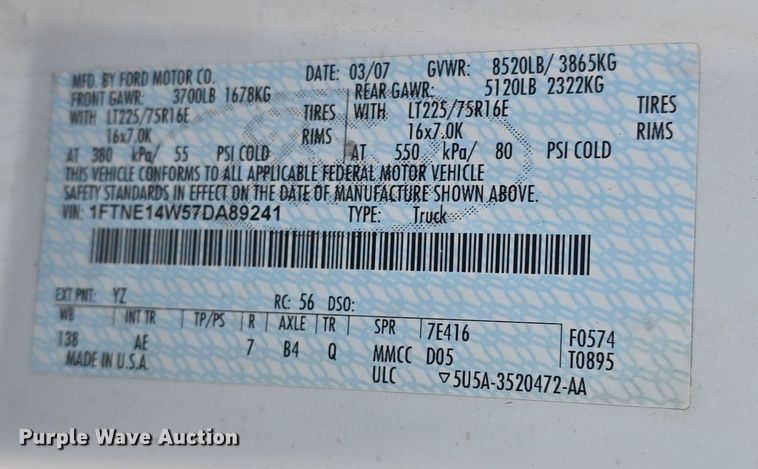 MFD. BY FORD MOTOR CO. DATE: 03/07 GVWR: 8520LB/ 3865KG
FRONT GAWR: 3700LB 1678KG REAR GAWR: 5120LB 2322KG
WITH LT225/75R16E TIRES WITH LT225/75R16E TIRES
16x7.0K RIMS 16x7.0K RIMS
AT 380 kPa/ 55 PSI COLD AT 550 kPa/ 80 PSI COLD
THIS VEHICLE CONFORMS TO ALL APPLICABLE FEDERAL MOTOR VEHICLE
SAFETY STANDARDS IN EFFECT ON THE DATE OF MANUFACTURE SHOWN ABOVE.
VIN: 1FTNE14W57DA89241 TYPE: Truck
EXT PNT: YZ RC: 56 DSO:
WB INT TR TP/PS R AXLE TR SPR 7E416 F0574
138 AE 7 B4 Q MMCC D05 T0895
MADE IN U.S.A. ULC ▽5U5A-3520472-AA
Purple Wave Auction